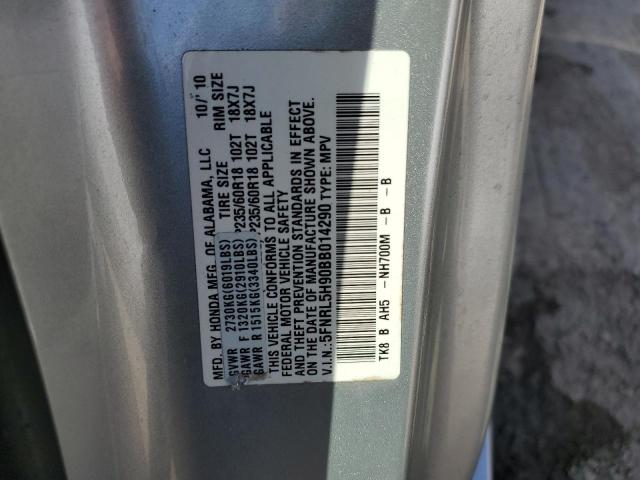 MFD. BY HONDA MFG. OF ALABAMA, LLC 10/'10
TIRE SIZE RIM SIZE
GVWR 2730KG(6019LBS)
GAWR F 1320KG(2910LBS) P235/60R18 102T 18X7J
GAWR R 1515KG(3340LBS) P235/60R18 102T 18X7J
THIS VEHICLE CONFORMS TO ALL APPLICABLE
FEDERAL MOTOR VEHICLE SAFETY
AND THEFT PREVENTION STANDARDS IN EFFECT
ON THE DATE OF MANUFACTURE SHOWN ABOVE.
V.I.N.:5FNRL5H90BB014290 TYPE: MPV
TK8 B AH5 -NH700M -B -B